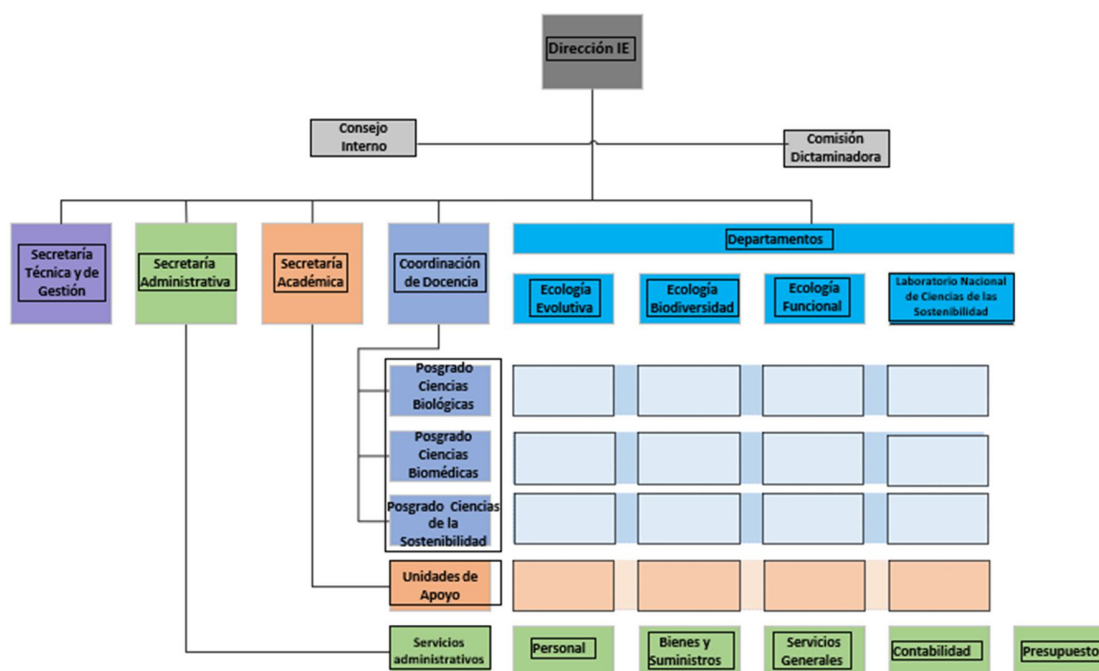 Dirección IE
Consejo
Interno
Comisión
Dictaminadora
Secretaría
Técnica y de
Gestión
Secretaría
Administrativa
Secretaría
Académica
Coordinación
de Docencia
Departamentos
Ecología
Evolutiva
Ecología
Biodiversidad
Ecología
Funcional
Laboratorio Nacional
de Ciencias de las
Sostenibilidad
Posgrado
Ciencias
Biológicas
Posgrado
Ciencias
Biomédicas
Posgrado Ciencias
de la
Sostenibilidad
Unidades de
Apoyo
Servicios
administrativos
Personal
Bienes y
Suministros
Servicios
Generales
Contabilidad
Presupuesto